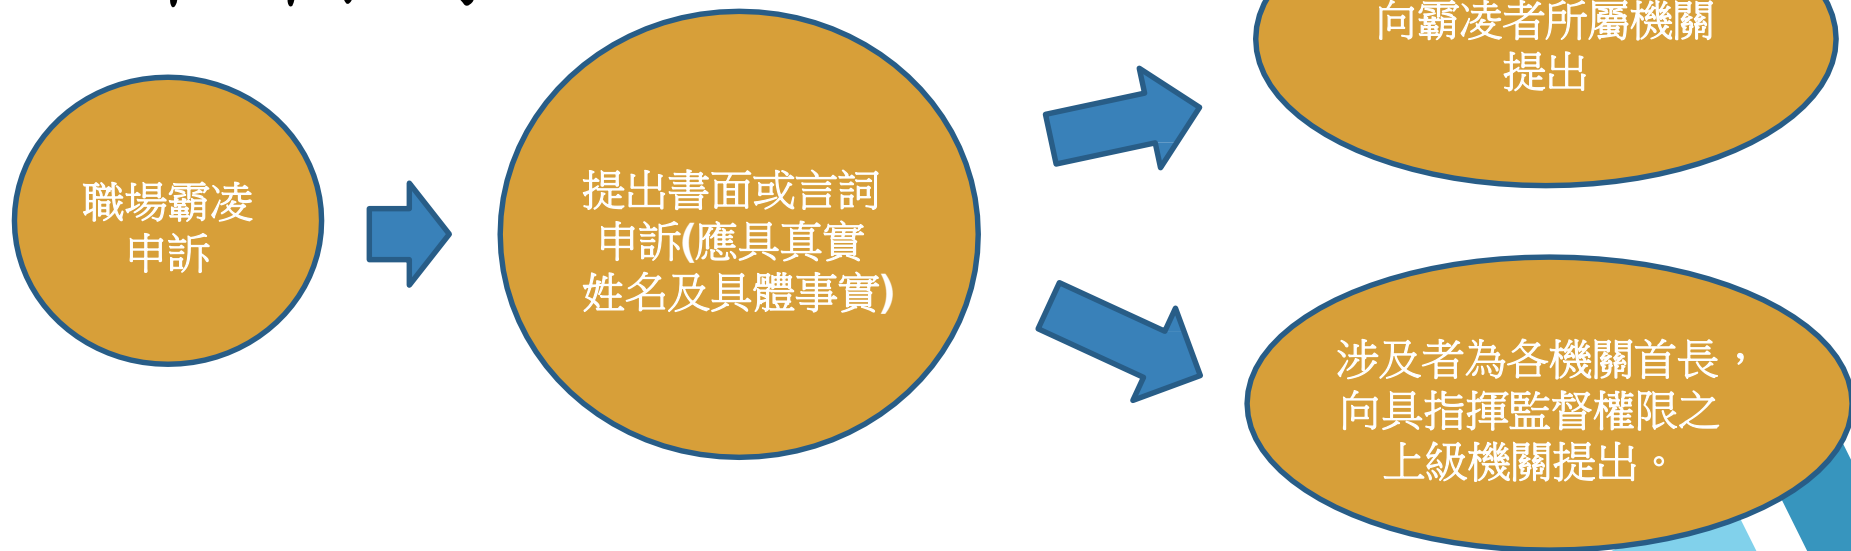 職場霸凌
申訴
提出書面或言詞
申訴(應具真實
姓名及具體事實)
向霸凌者所屬機關
提出
涉及者為各機關首長，
向具指揮監督權限之
上級機關提出。